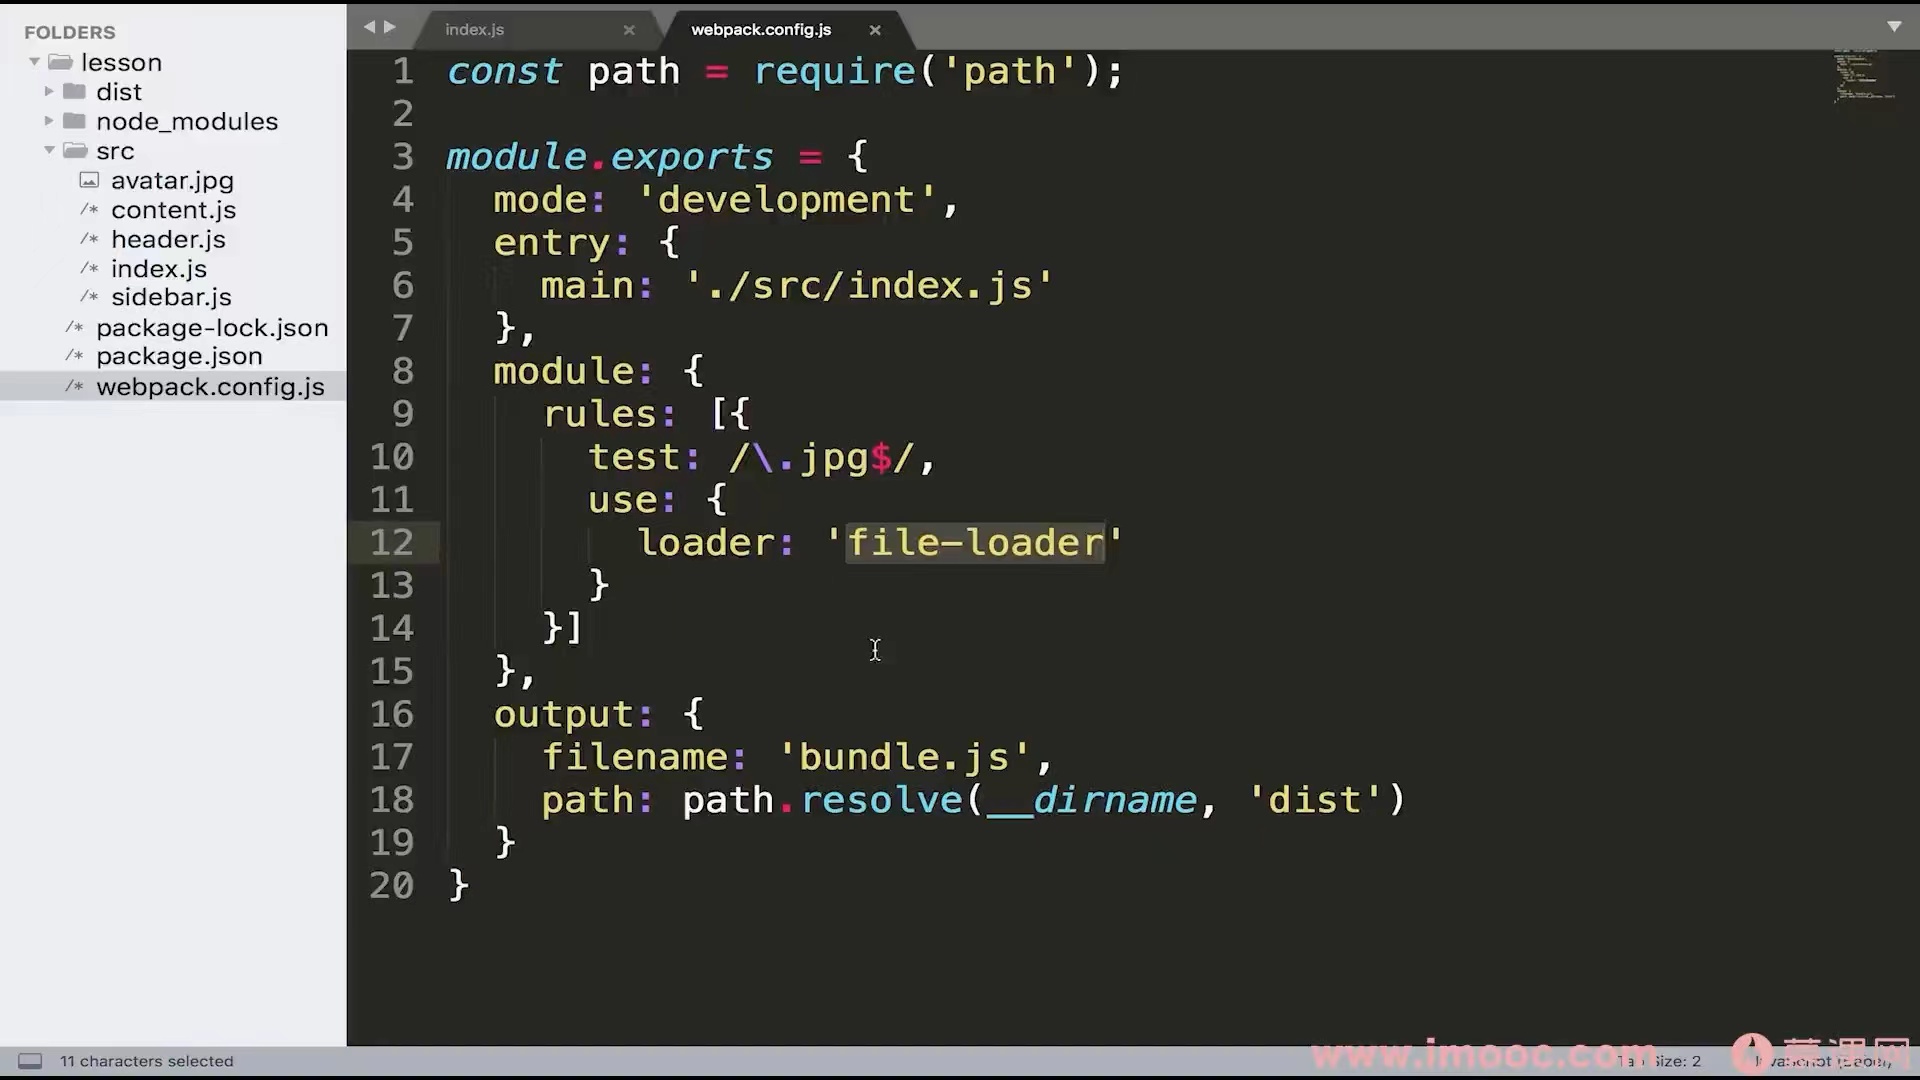 FOLDERS
lesson
dist
node_modules
src
avatar.jpg
/* content.js
/* header.js
/* index.js
/* sidebar.js
/* package-lock.json
/* package.json
/* webpack.config.js
index.js
webpack.config.js
1 const path = require('path');
2
3 module.exports = {
4 mode: 'development',
5 entry: {
6 main: './src/index.js'
7 },
8 module: {
9 rules: [{
10 test: /\.jpg$/,
11 use: {
12 loader: 'file-loader'
13 }
14 }]
15 },
16 output: {
17 filename: 'bundle.js',
18 path: path.resolve(__dirname, 'dist')
19 }
20 }
11 characters selected
www.imooc.com
Tab Size: 2
JavaScript (Babel)
慕课网